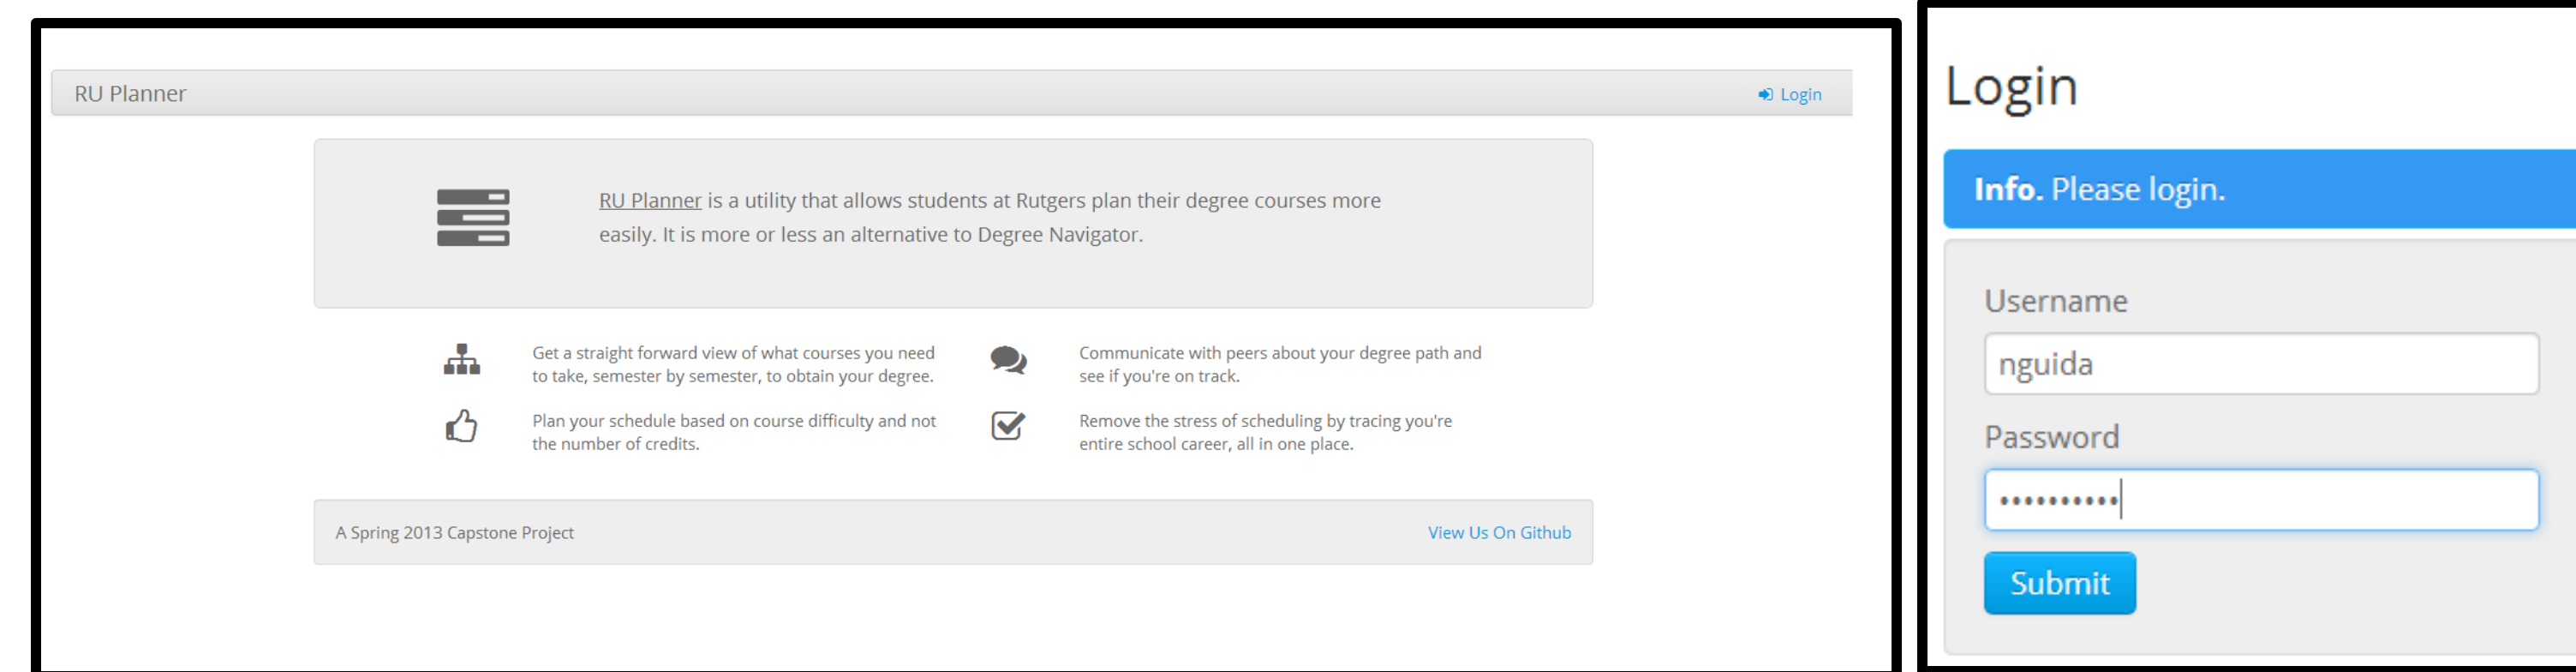 RU Planner
Login
RU Planner is a utility that allows students at Rutgers plan their degree courses more
easily. It is more or less an alternative to Degree Navigator.
Get a straight forward view of what courses you need
to take, semester by semester, to obtain your degree.
Communicate with peers about your degree path and
see if you're on track.
Plan your schedule based on course difficulty and not
the number of credits.
Remove the stress of scheduling by tracing you're
entire school career, all in one place.
A Spring 2013 Capstone Project
View Us On Github
Login
Info. Please login.
Username
nguida
Password
••••••••••
Submit